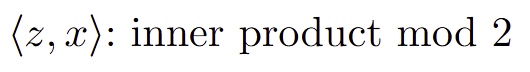 ⟨z, x⟩: inner product mod 2